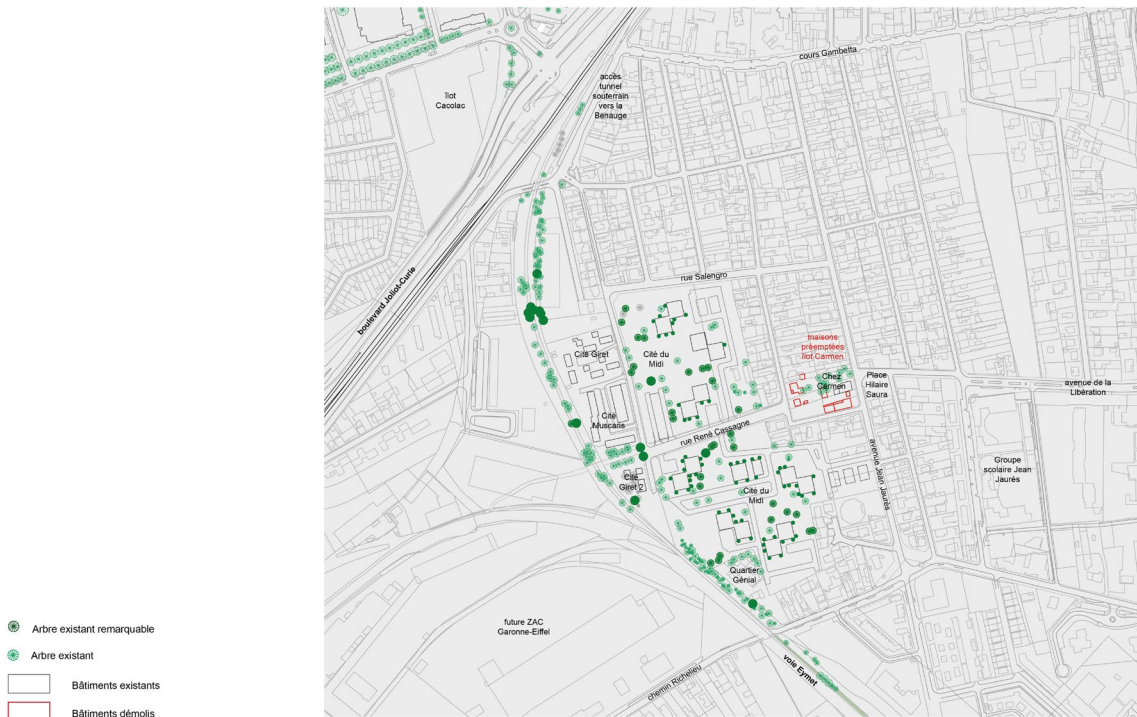 cours Gambetta
accès
tunnel
souterrain
vers la
Benauge
îlot
Cacolac
boulevard Joliot-Curie
rue Salengro
maisons
préemptées
îlot Carmen
Cité Giret
Cité du
Midi
Chez
Carmen
Place
Hilaire
Saura
avenue de la
Libération
Cité
Muscaris
rue René Cassagne
avenue Jean Jaurès
Groupe
scolaire Jean
Jaurès
Cité
Giret 2
Cité du
Midi
Quartier
Génial
future ZAC
Garonne-Eiffel
voie Eymet
chemin Richelieu
Arbre existant remarquable
Arbre existant
Bâtiments existants
Bâtiments démolis